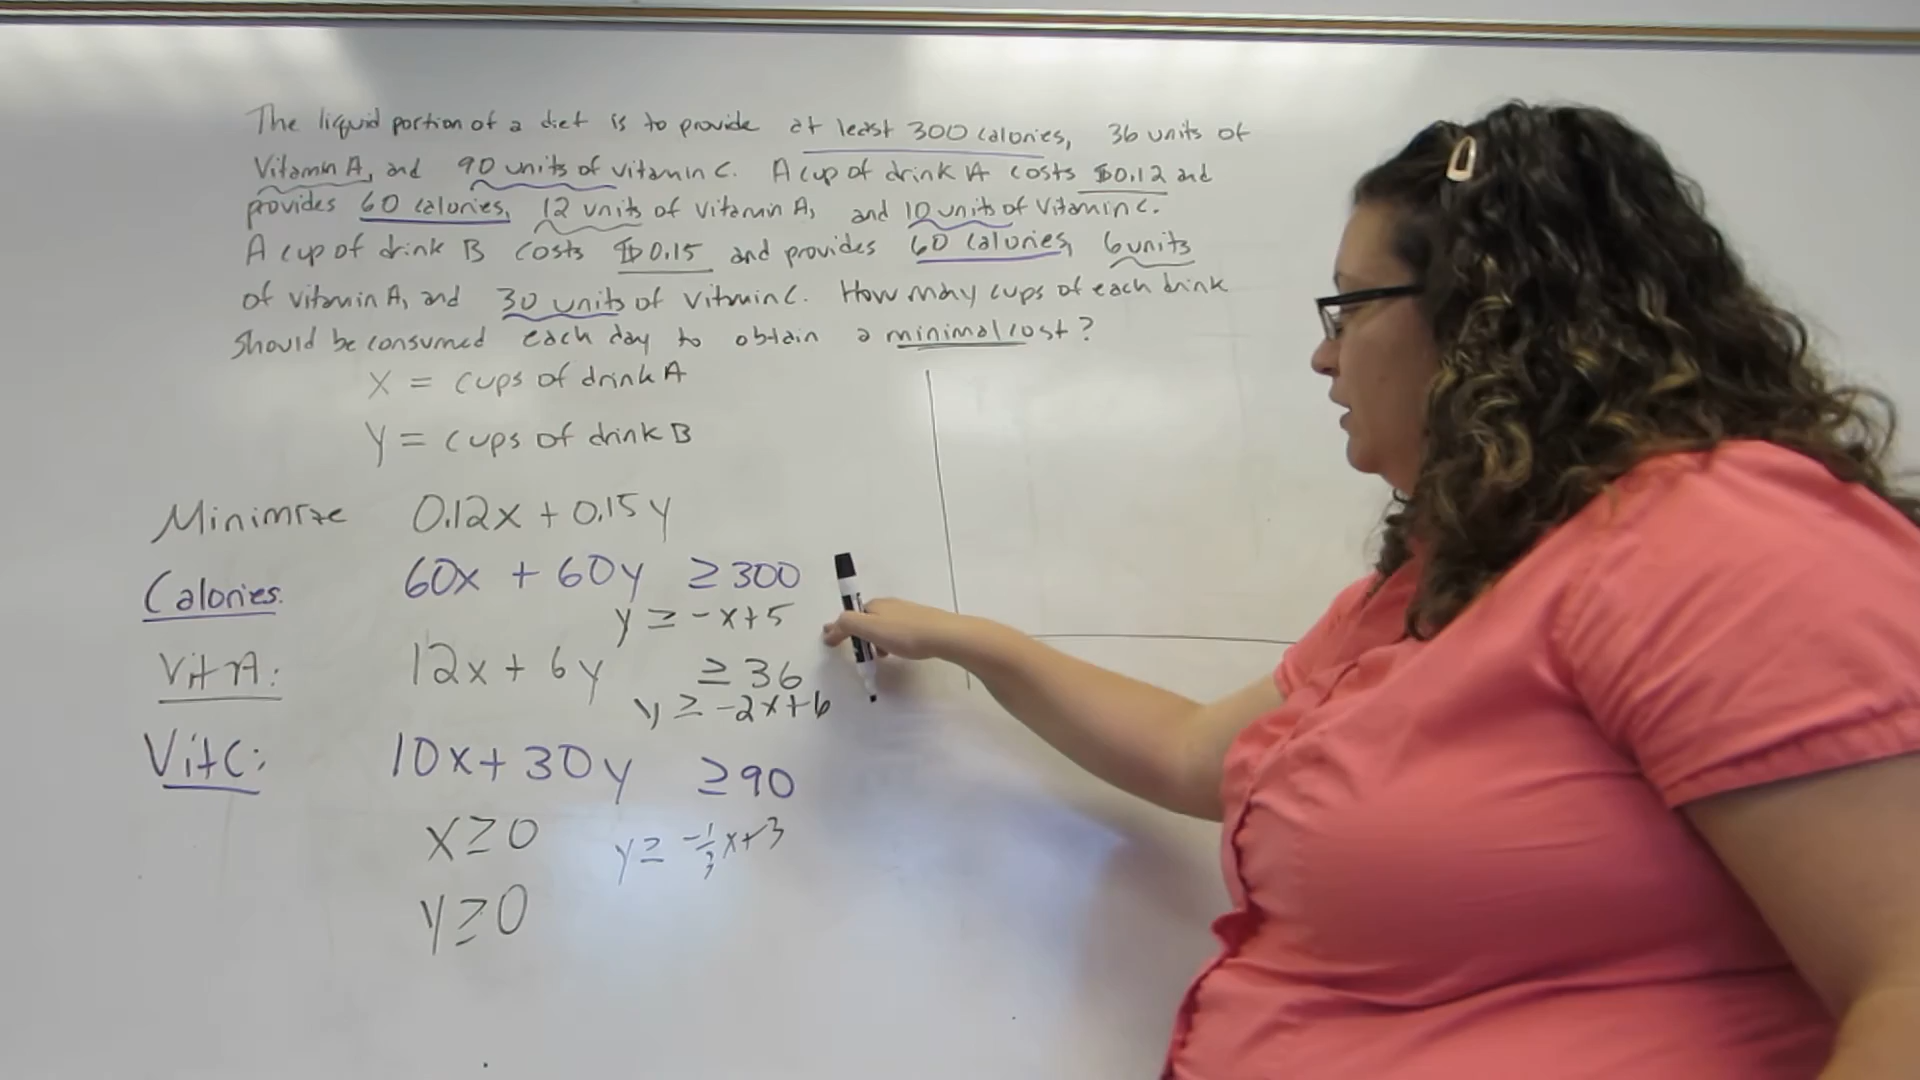 The liquid portion of a diet is to provide at least 300 calories, 36 units of
Vitamin A, and 90 units of vitamin C. A cup of drink A costs $0.12 and
provides 60 calories, 12 units of vitamin A, and 10 units of vitamin C.
A cup of drink B costs $0.15 and provides 60 calories, 6 units
of vitamin A, and 30 units of vitamin C. How may cups of each drink
should be consumed each day to obtain a minimal cost?
X = cups of drink A
Y = cups of drink B
Minimize 0.12x + 0.15y
Calories. 60x + 60y ≥ 300
y ≥ -x+5
Vit A: 12x + 6y ≥ 36
y ≥ -2x+6
Vit C: 10x + 30y ≥ 90
x ≥ 0 y ≥ -1/3x+3
y ≥ 0